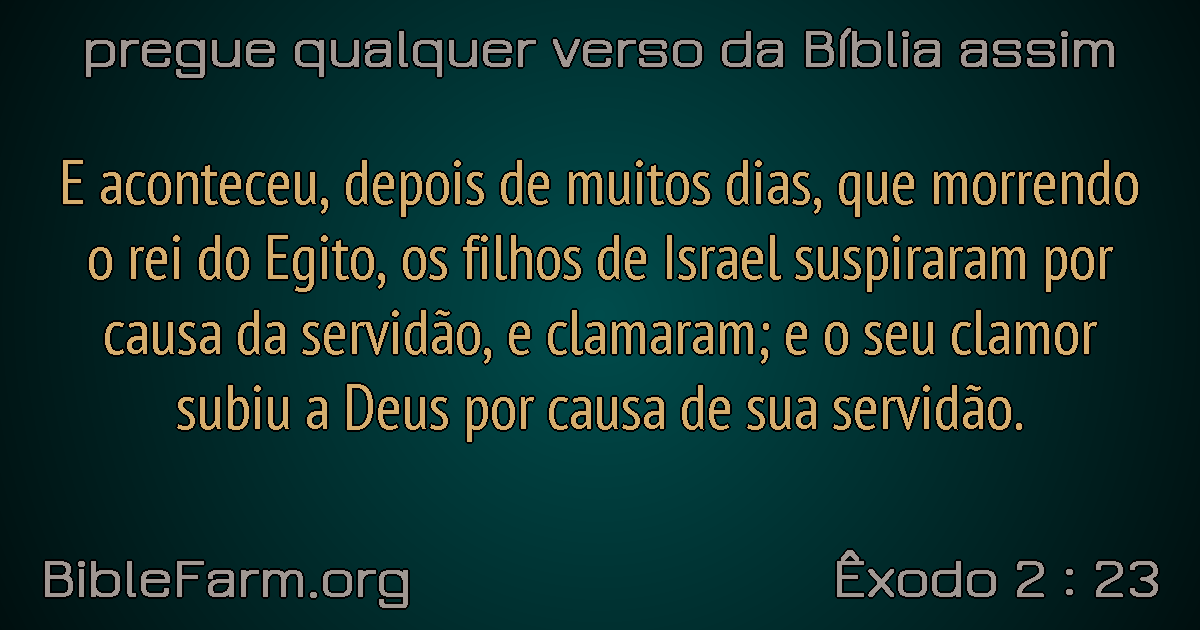 pregue qualquer verso da Bíblia assim
E aconteceu, depois de muitos dias, que morrendo
o rei do Egito, os filhos de Israel suspiraram por
causa da servidão, e clamaram; e o seu clamor
subiu a Deus por causa de sua servidão.
BibleFarm.org
Êxodo 2 : 23